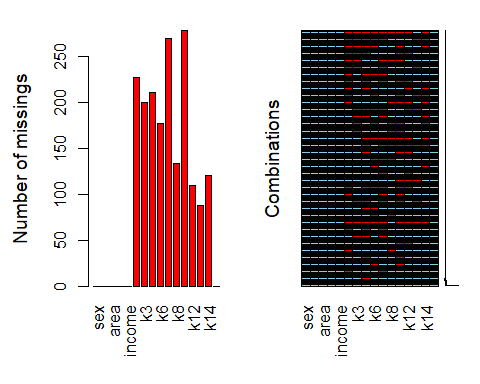 Number of missings
0
50
100
150
200
250
sex
area
income
k3
k6
k8
k12
k14
Combinations
sex
area
income
k3
k6
k8
k12
k14